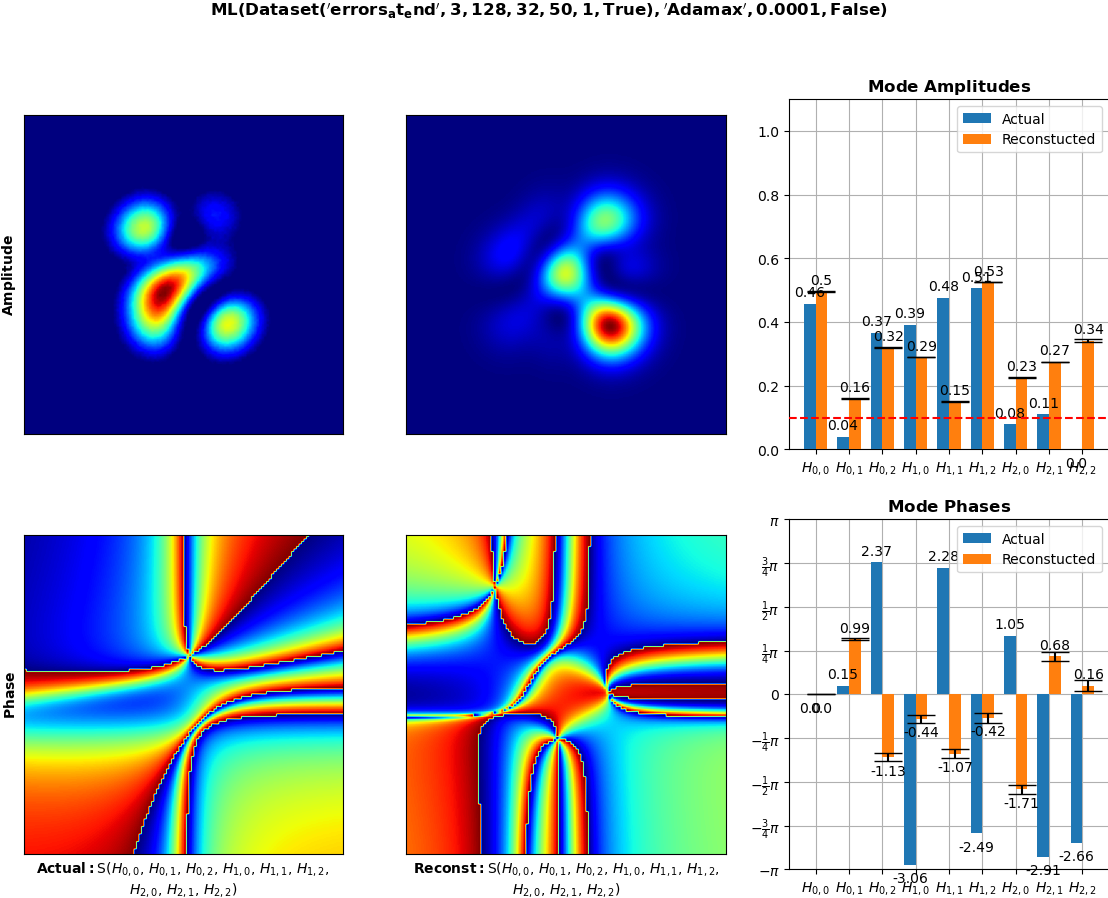 ML(Dataset('errors_at_end', 3, 128, 32, 50, 1, True), 'Adamax', 0.0001, False)
Amplitude
Mode Amplitudes
Actual
Reconstucted
1.0
0.8
0.6
0.4
0.2
0.0
0.46 0.5
0.04 0.16
0.37 0.32
0.39 0.29
0.48 0.15
0.51 0.53
0.08 0.23
0.11 0.27
0.0 0.34
H0,0 H0,1 H0,2 H1,0 H1,1 H1,2 H2,0 H2,1 H2,2
Phase
Mode Phases
Actual
Reconstucted
π
3/4π
1/2π
1/4π
0
−1/4π
−1/2π
−3/4π
−π
0.0 0.0
0.15 0.99
2.37 -1.13
-3.06 -0.44
2.28 -1.07
-2.49 -0.42
1.05 -1.71
-2.91 0.68
-2.66 0.16
H0,0 H0,1 H0,2 H1,0 H1,1 H1,2 H2,0 H2,1 H2,2
Actual: S(H0,0, H0,1, H0,2, H1,0, H1,1, H1,2,
H2,0, H2,1, H2,2)
Reconst: S(H0,0, H0,1, H0,2, H1,0, H1,1, H1,2,
H2,0, H2,1, H2,2)